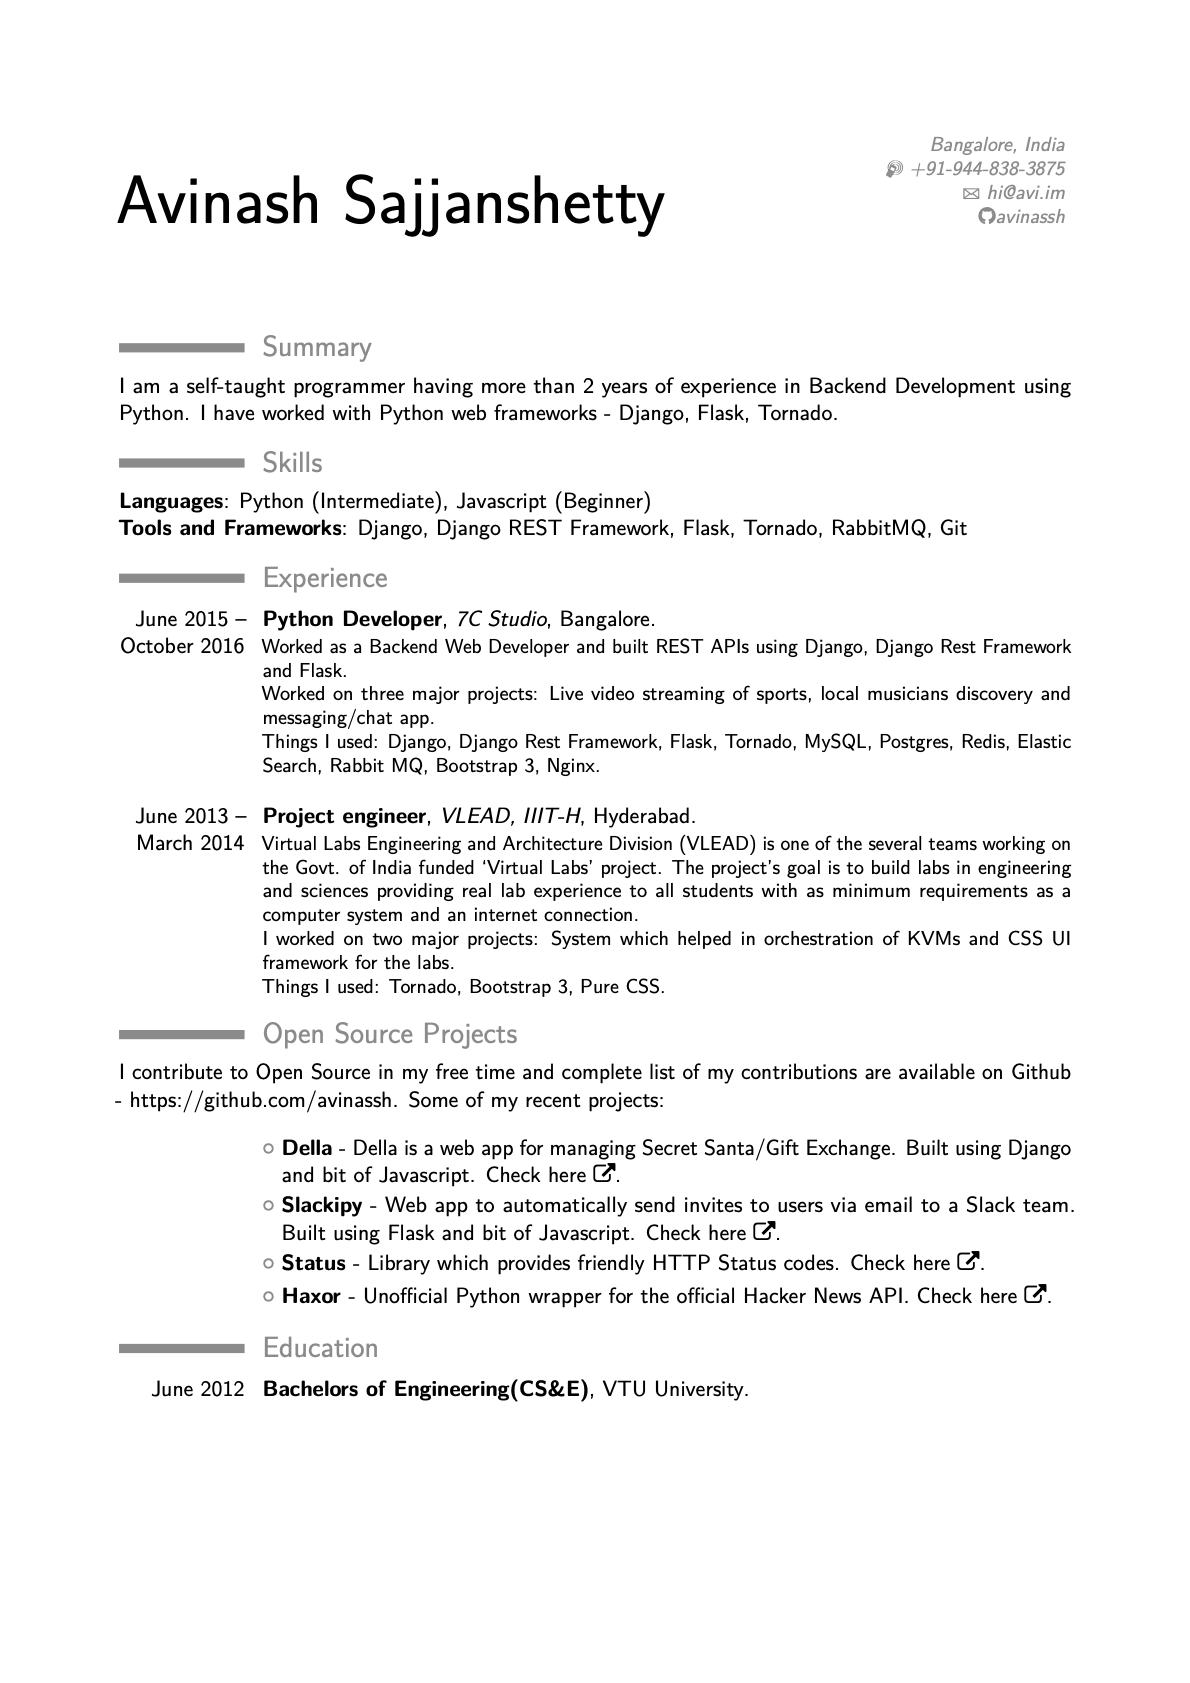 Avinash Sajjanshetty
Bangalore, India
+91-944-838-3875
hi@avi.im
avinassh
Summary
I am a self-taught programmer having more than 2 years of experience in Backend Development using
Python. I have worked with Python web frameworks - Django, Flask, Tornado.
Skills
Languages: Python (Intermediate), Javascript (Beginner)
Tools and Frameworks: Django, Django REST Framework, Flask, Tornado, RabbitMQ, Git
Experience
June 2015 – Python Developer, 7C Studio, Bangalore.
October 2016 Worked as a Backend Web Developer and built REST APIs using Django, Django Rest Framework
and Flask.
Worked on three major projects: Live video streaming of sports, local musicians discovery and
messaging/chat app.
Things I used: Django, Django Rest Framework, Flask, Tornado, MySQL, Postgres, Redis, Elastic
Search, Rabbit MQ, Bootstrap 3, Nginx.
June 2013 – Project engineer, VLEAD, IIIT-H, Hyderabad.
March 2014 Virtual Labs Engineering and Architecture Division (VLEAD) is one of the several teams working on
the Govt. of India funded ‘Virtual Labs’ project. The project’s goal is to build labs in engineering
and sciences providing real lab experience to all students with as minimum requirements as a
computer system and an internet connection.
I worked on two major projects: System which helped in orchestration of KVMs and CSS UI
framework for the labs.
Things I used: Tornado, Bootstrap 3, Pure CSS.
Open Source Projects
I contribute to Open Source in my free time and complete list of my contributions are available on Github
- https://github.com/avinassh. Some of my recent projects:
Della - Della is a web app for managing Secret Santa/Gift Exchange. Built using Django
and bit of Javascript. Check here .
Slackipy - Web app to automatically send invites to users via email to a Slack team.
Built using Flask and bit of Javascript. Check here .
Status - Library which provides friendly HTTP Status codes. Check here .
Haxor - Unofficial Python wrapper for the official Hacker News API. Check here .
Education
June 2012 Bachelors of Engineering(CS&E), VTU University.